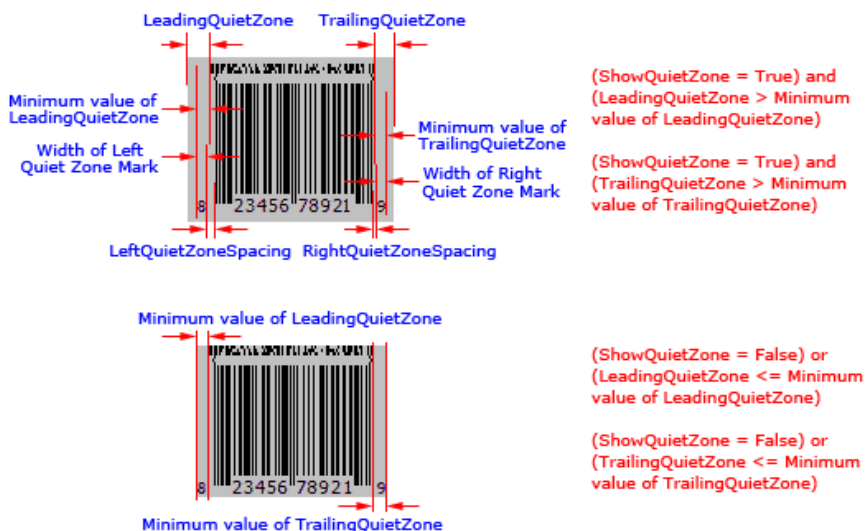 LeadingQuietZone TrailingQuietZone
(ShowQuietZone = True) and
(LeadingQuietZone > Minimum
value of LeadingQuietZone)
Minimum value of
LeadingQuietZone
Minimum value of
TrailingQuietZone
Width of Left
Quiet Zone Mark
(ShowQuietZone = True) and
(TrailingQuietZone > Minimum
value of TrailingQuietZone)
Width of Right
Quiet Zone Mark
8 23456 78921 9
LeftQuietZoneSpacing RightQuietZoneSpacing
Minimum value of LeadingQuietZone
(ShowQuietZone = False) or
(LeadingQuietZone <= Minimum
value of LeadingQuietZone)
(ShowQuietZone = False) or
(TrailingQuietZone <= Minimum
value of TrailingQuietZone)
8 23456 78921 9
Minimum value of TrailingQuietZone